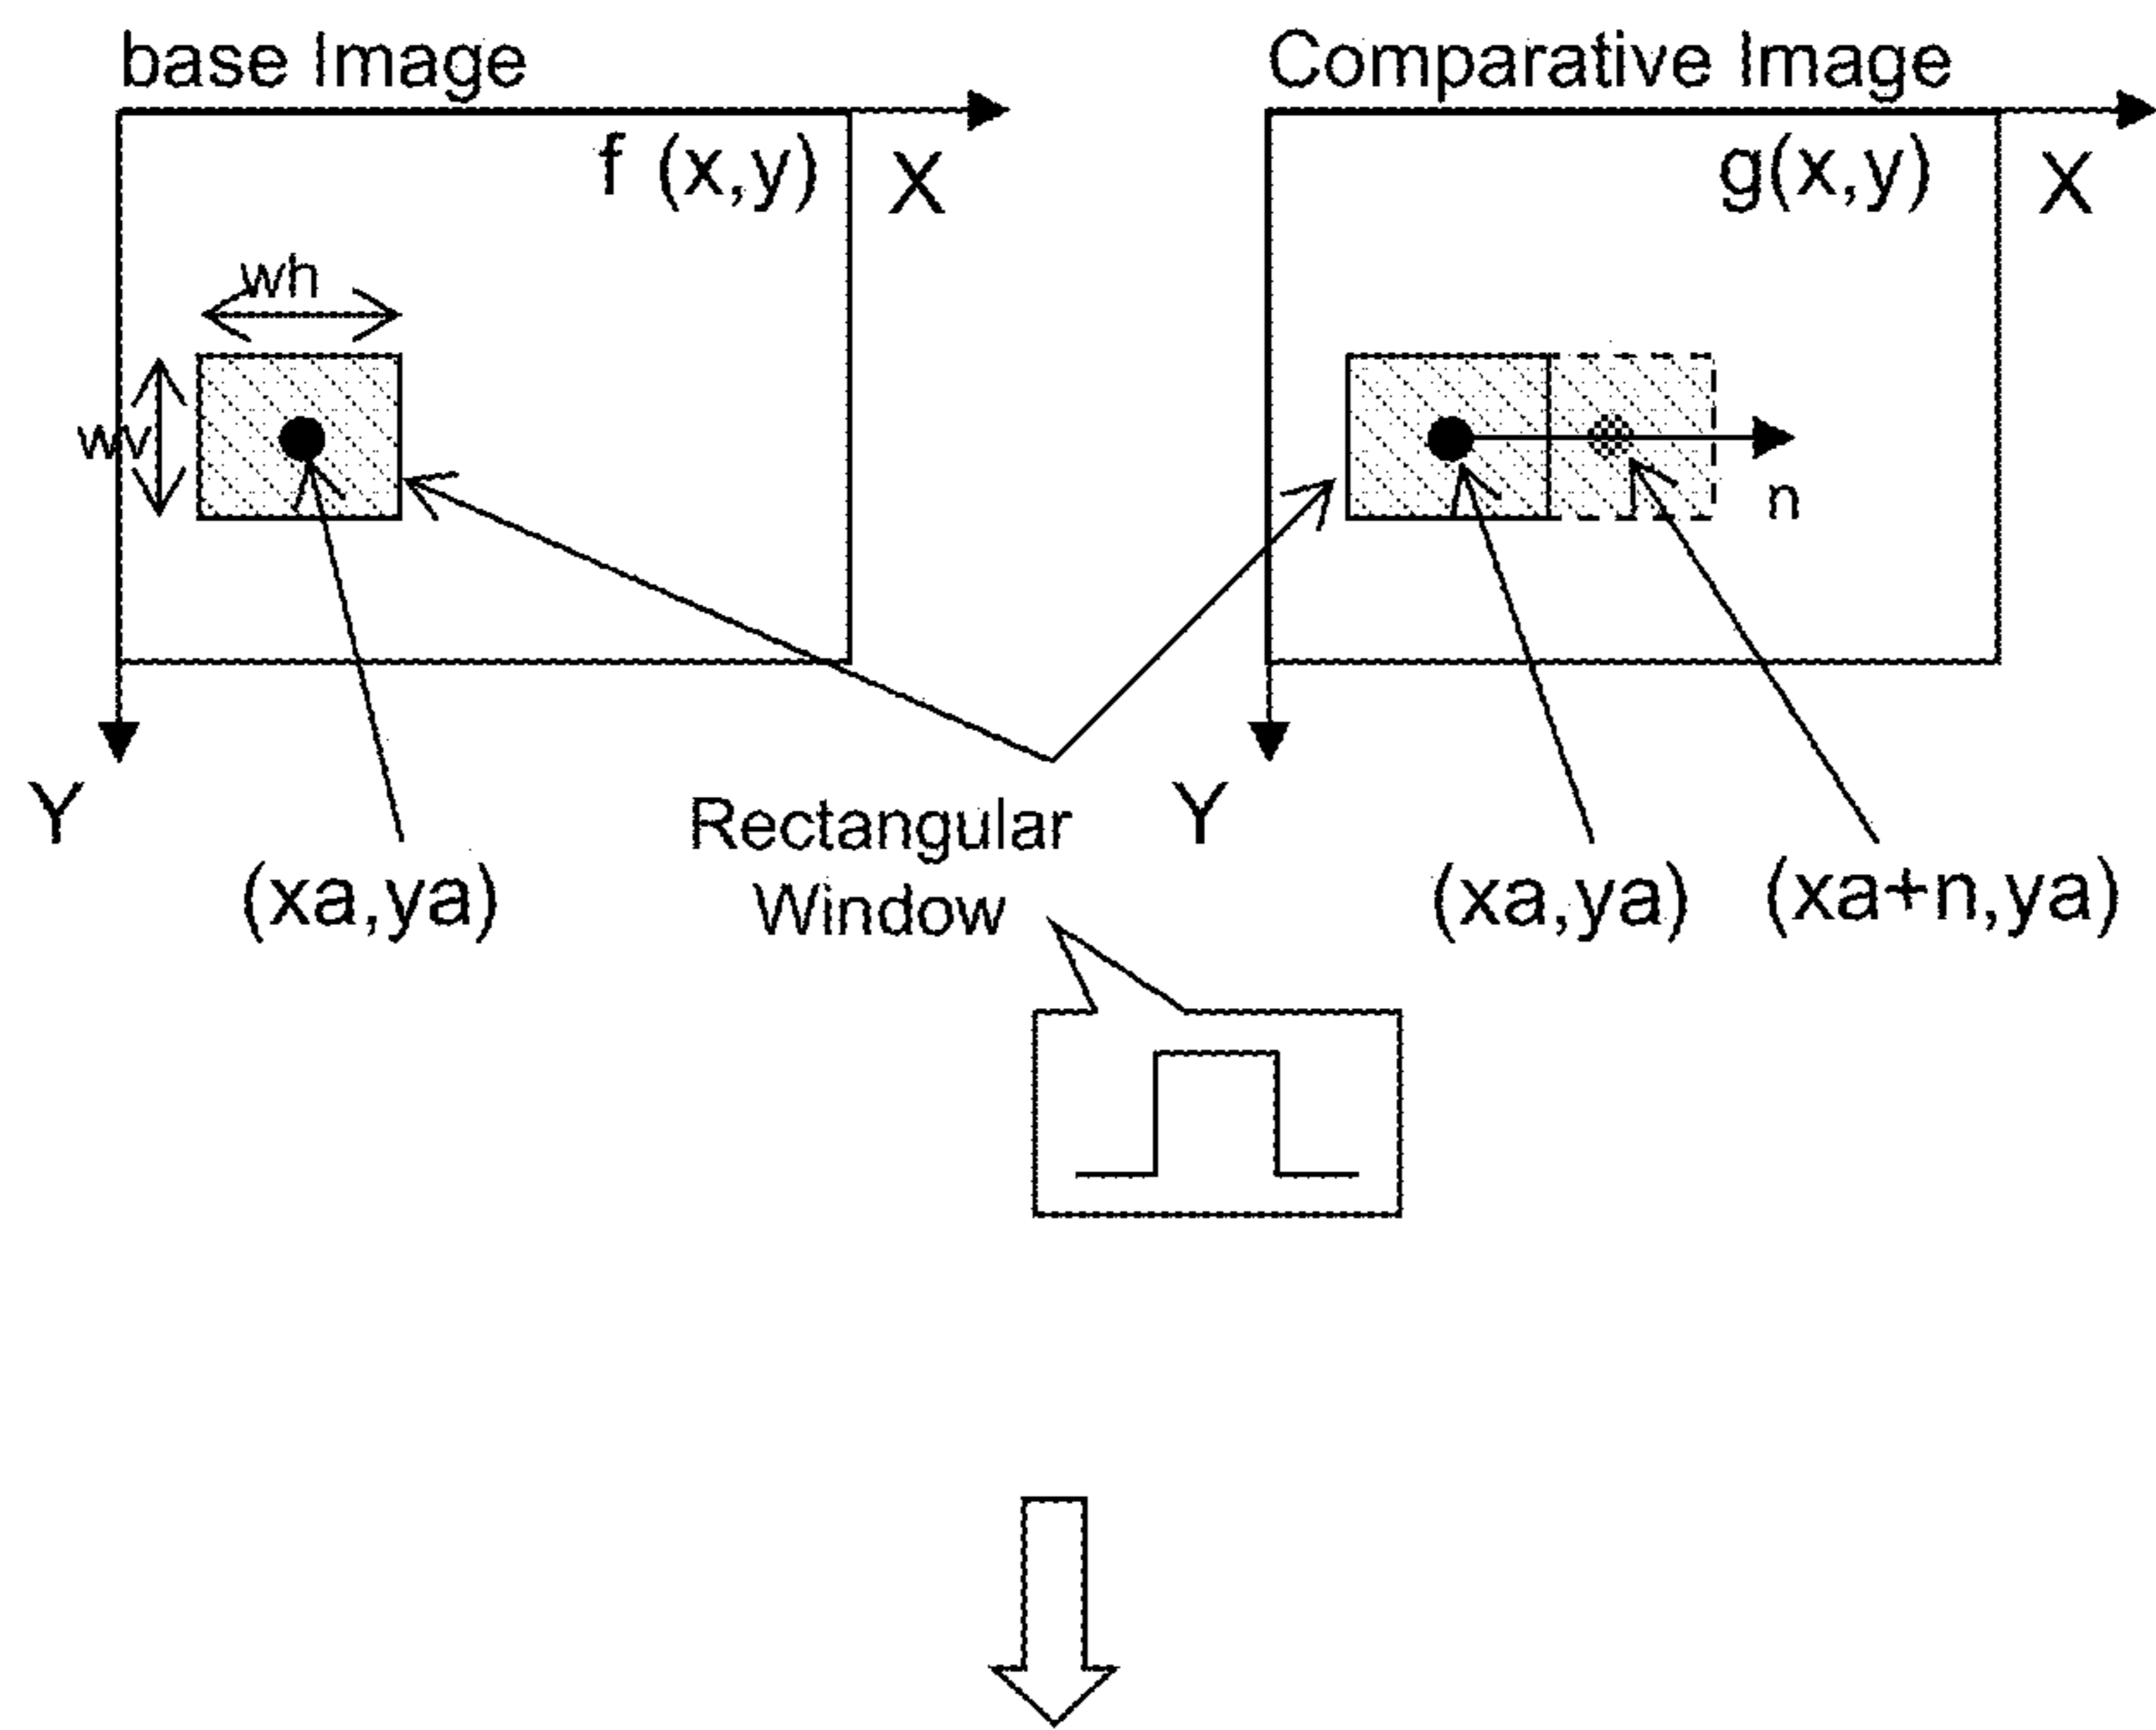 base Image
Comparative Image
f (x,y)
X
g(x,y)
X
wh
wv
n
Y
Rectangular
Window
Y
(xa,ya)
(xa,ya)
(xa+n,ya)